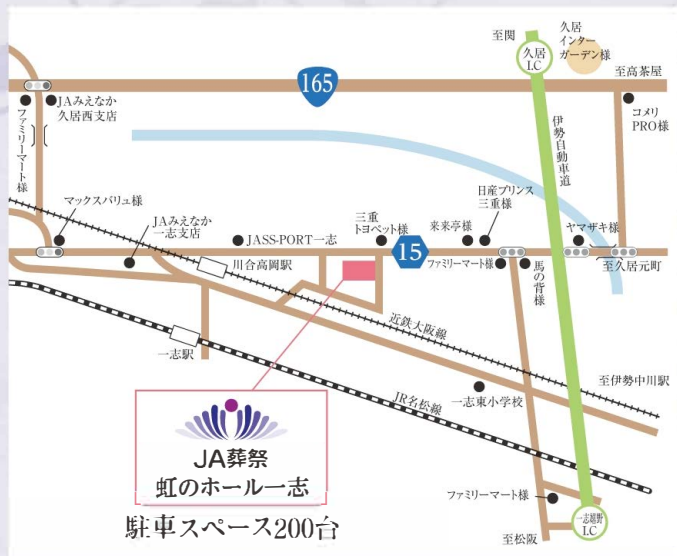 至関
久居
I.C
久居
インター
ガーデン様
至高茶屋
165
JAみえなか
久居西支店
ファミリーマート様
コメリ
PRO様
伊勢自動車道
マックスバリュ様
JAみえなか
一志支店
JASS-PORT一志
三重
トヨペット様
15
来来亭様
日産プリンス
三重様
ヤマザキ様
川合高岡駅
ファミリーマート様
馬の背様
至久居元町
近鉄大阪線
一志駅
至伊勢中川駅
JR名松線
一志東小学校
JA葬祭
虹のホール一志
駐車スペース200台
ファミリーマート様
一志嬉野
I.C
至松阪